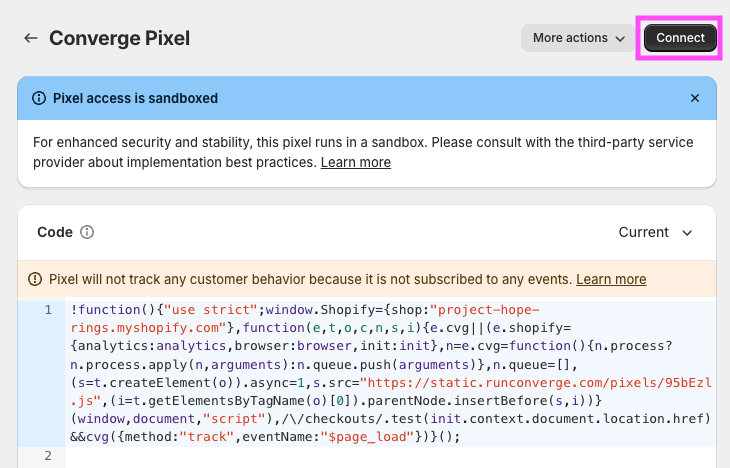 ← Converge Pixel More actions Connect
Pixel access is sandboxed ×
For enhanced security and stability, this pixel runs in a sandbox. Please consult with the third-party service
provider about implementation best practices. Learn more
Code Current
Pixel will not track any customer behavior because it is not subscribed to any events. Learn more
1 !function(){"use strict";window.Shopify={shop:"project-hope-
rings.myshopify.com"},function(e,t,o,c,n,s,i){e.cvg||(e.shopify=
{analytics:analytics,browser:browser,init:init},n=e.cvg=function(){n.process?
n.process.apply(n,arguments):n.queue.push(arguments)},n.queue=[],
(s=t.createElement(o)).async=1,s.src="https://static.runconverge.com/pixels/95bEzl
.js",(i=t.getElementsByTagName(o)[0]).parentNode.insertBefore(s,i))}
(window,document,"script"),/\/checkouts/.test(init.context.document.location.href)
&&cvg({method:"track",eventName:"$page_load"})}();
2